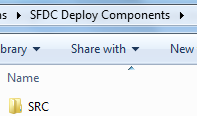 ns ▸ SFDC Deploy Components ▸
ibrary ▼ Share with ▼ New
Name
SRC